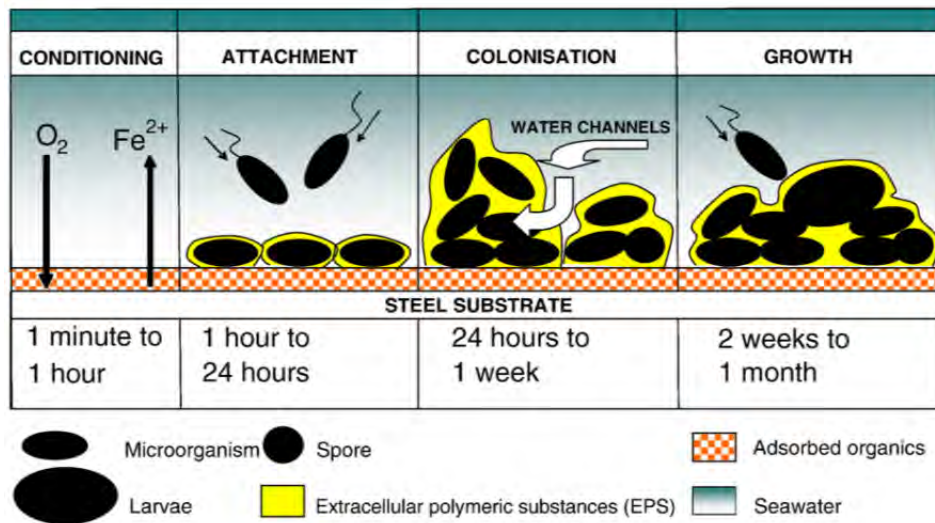 CONDITIONING
ATTACHMENT
COLONISATION
GROWTH
O2
Fe2+
WATER CHANNELS
STEEL SUBSTRATE
1 minute to
1 hour
1 hour to
24 hours
24 hours to
1 week
2 weeks to
1 month
Microorganism
Spore
Adsorbed organics
Larvae
Extracellular polymeric substances (EPS)
Seawater